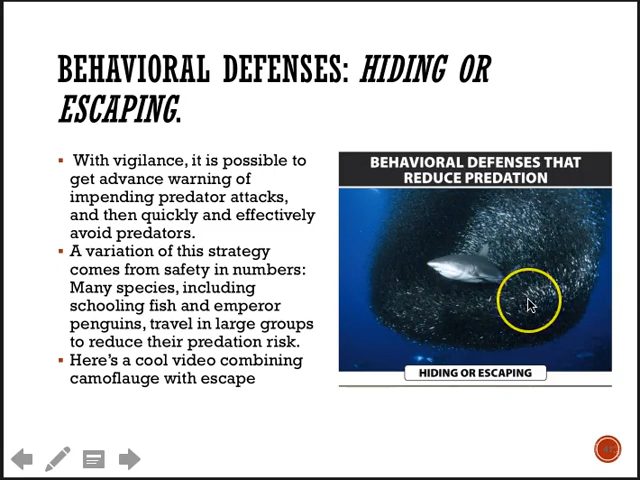 BEHAVIORAL DEFENSES: HIDING OR
ESCAPING.
With vigilance, it is possible to
get advance warning of
impending predator attacks,
and then quickly and effectively
avoid predators.
A variation of this strategy
comes from safety in numbers:
Many species, including
schooling fish and emperor
penguins, travel in large groups
to reduce their predation risk.
Here's a cool video combining
camoflauge with escape
BEHAVIORAL DEFENSES THAT
REDUCE PREDATION
HIDING OR ESCAPING